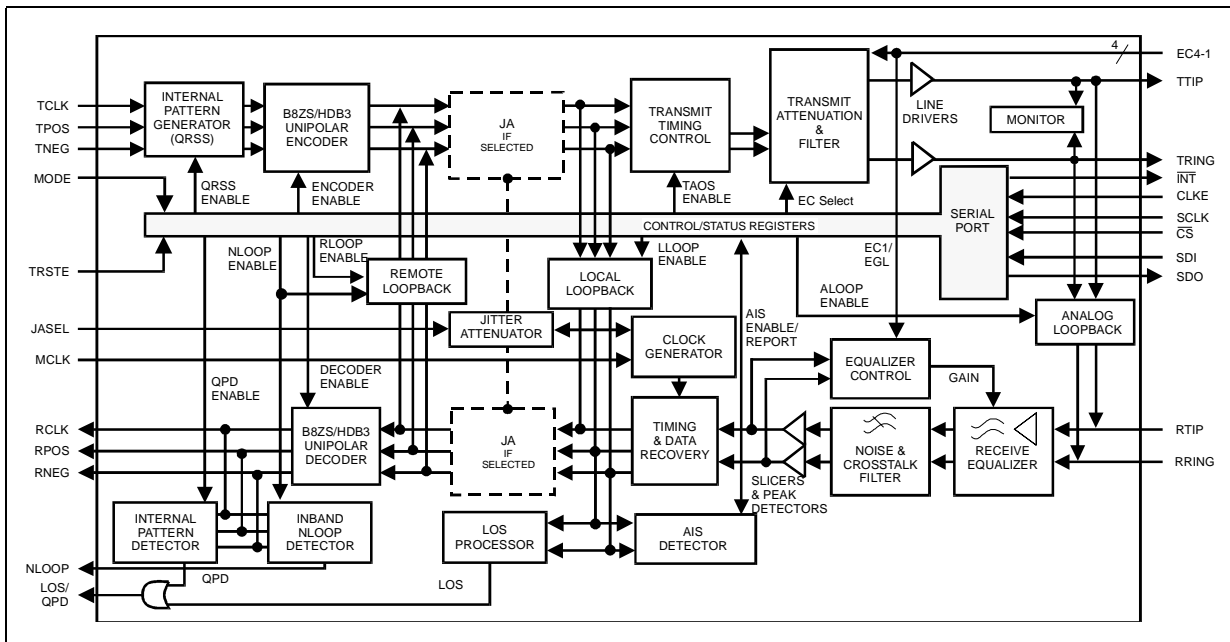 4
EC4-1
TCLK
TPOS
TNEG
MODE
INTERNAL
PATTERN
GENERATOR
(QRSS)
B8ZS/HDB3
UNIPOLAR
ENCODER
JA
IF
SELECTED
TRANSMIT
TIMING
CONTROL
TRANSMIT
ATTENUATION
&
FILTER
LINE
DRIVERS
MONITOR
TTIP
TRING
INT
CLKE
SCLK
CS
SDI
SDO
QRSS
ENABLE
ENCODER
ENABLE
TAOS
ENABLE
EC Select
CONTROL/STATUS REGISTERS
SERIAL
PORT
TRSTE
NLOOP
ENABLE
RLOOP
ENABLE
REMOTE
LOOPBACK
LOCAL
LOOPBACK
LLOOP
ENABLE
EC1/
EGL
ALOOP
ENABLE
ANALOG
LOOPBACK
JASEL
MCLK
JITTER
ATTENUATOR
CLOCK
GENERATOR
AIS
ENABLE/
REPORT
EQUALIZER
CONTROL
GAIN
QPD
ENABLE
DECODER
ENABLE
RCLK
RPOS
RNEG
B8ZS/HDB3
UNIPOLAR
DECODER
JA
IF
SELECTED
TIMING
& DATA
RECOVERY
SLICERS
& PEAK
DETECTORS
NOISE &
CROSSTALK
FILTER
RECEIVE
EQUALIZER
RTIP
RRING
INTERNAL
PATTERN
DETECTOR
INBAND
NLOOP
DETECTOR
LOS
PROCESSOR
AIS
DETECTOR
NLOOP
LOS/
QPD
QPD
LOS